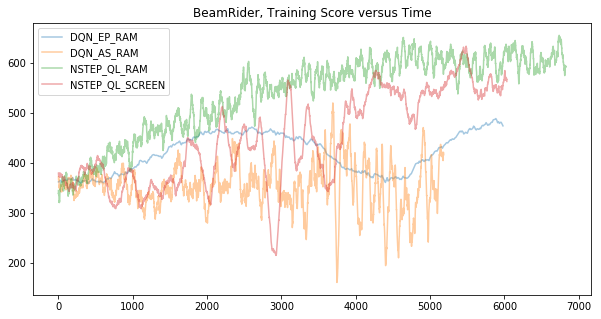 BeamRider, Training Score versus Time
DQN_EP_RAM
DQN_AS_RAM
NSTEP_QL_RAM
NSTEP_QL_SCREEN
600
500
400
300
200
0 1000 2000 3000 4000 5000 6000 7000